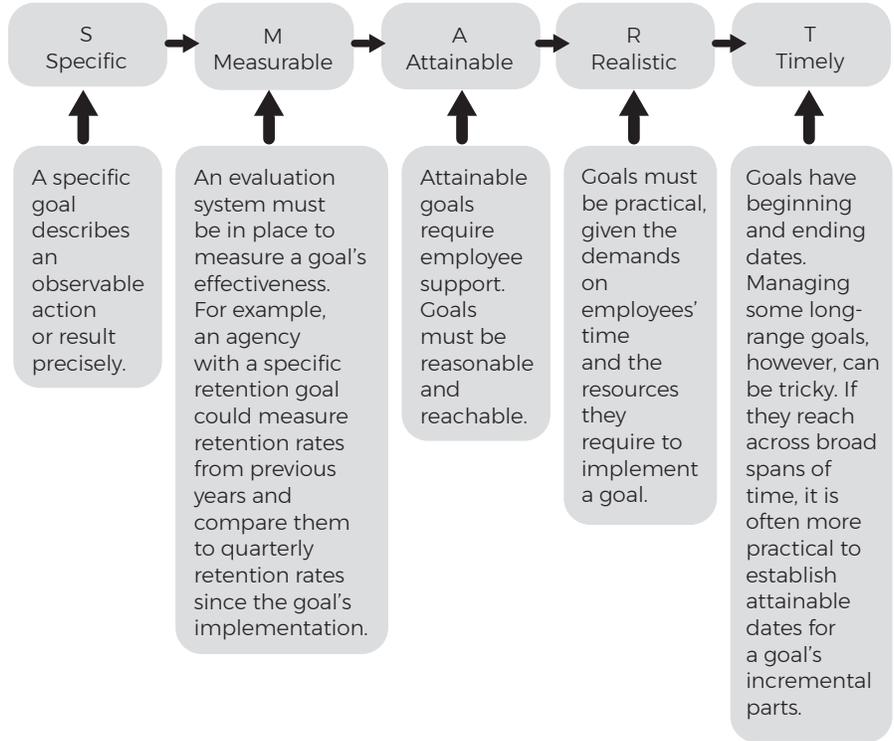 S
Specific
M
Measurable
A
Attainable
R
Realistic
T
Timely
A specific
goal
describes
an
observable
action
or result
precisely.
An evaluation
system must
be in place to
measure a goal's
effectiveness.
For example,
an agency
with a specific
retention goal
could measure
retention rates
from previous
years and
compare them
to quarterly
retention rates
since the goal's
implementation.
Attainable
goals
require
employee
support.
Goals
must be
reasonable
and
reachable.
Goals must
be practical,
given the
demands
on
employees'
time
and the
resources
they
require to
implement
a goal.
Goals have
beginning
and ending
dates.
Managing
some long-
range goals,
however, can
be tricky. If
they reach
across broad
spans of
time, it is
often more
practical to
establish
attainable
dates for
a goal's
incremental
parts.